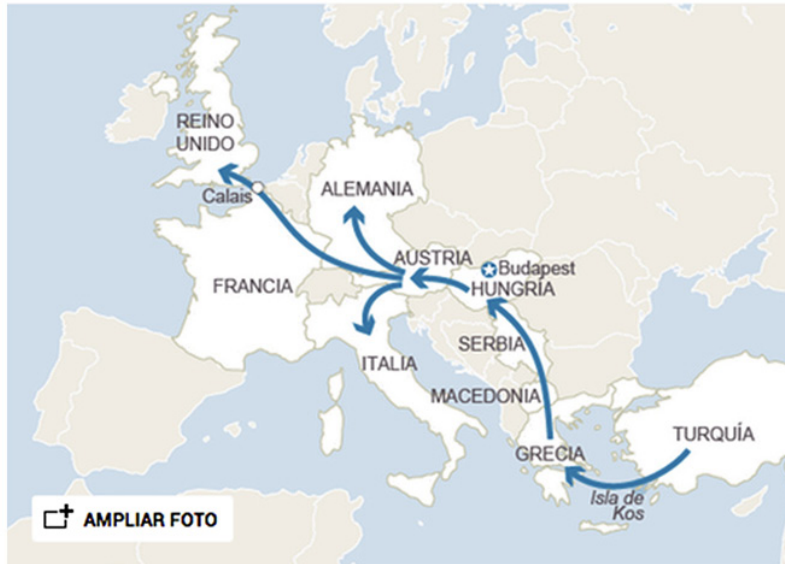 REINO
UNIDO
Calais
ALEMANIA
AUSTRIA
Budapest
HUNGRÍA
FRANCIA
SERBIA
ITALIA
MACEDONIA
GRECIA
TURQUÍA
Isla de
Kos
AMPLIAR FOTO